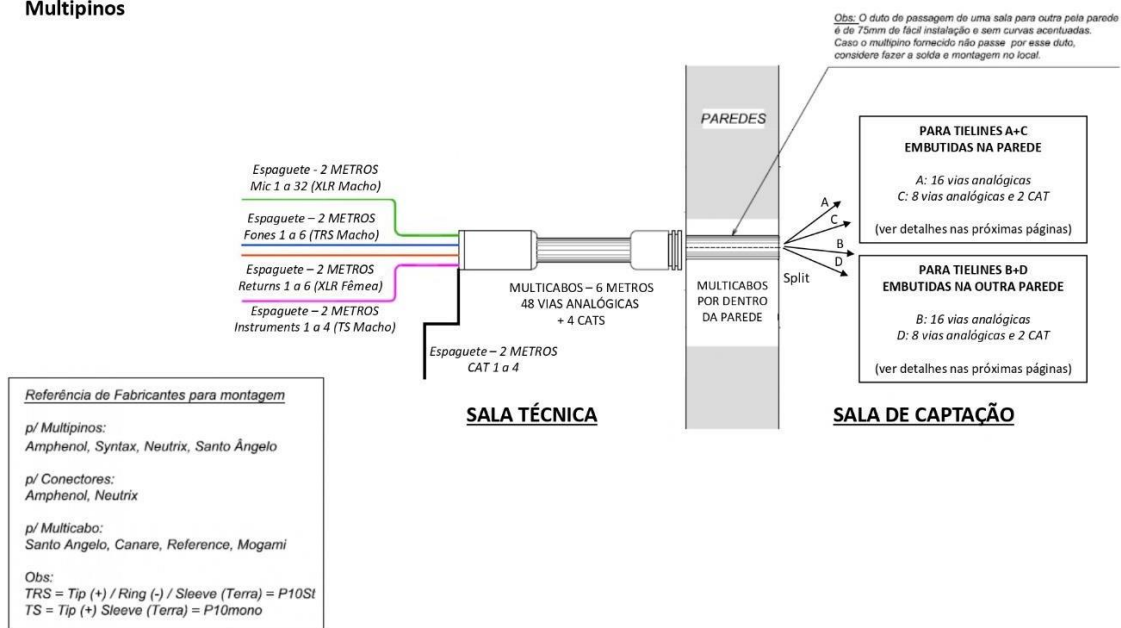 Multipinos
Obs: O duto de passagem de uma sala para outra pela parede
é de 75mm de fácil instalação e sem curvas acentuadas.
Caso o multipino fornecido não passe por esse duto,
considere fazer a solda e montagem no local.
PAREDES
PARA TIELINES A+C
EMBUTIDAS NA PAREDE
A: 16 vias analógicas
C: 8 vias analógicas e 2 CAT
(ver detalhes nas próximas páginas)
Espaguete - 2 METROS
Mic 1 a 32 (XLR Macho)
Espaguete – 2 METROS
Fones 1 a 6 (TRS Macho)
Espaguete – 2 METROS
Returns 1 a 6 (XLR Fêmea)
Espaguete – 2 METROS
Instruments 1 a 4 (TS Macho)
Espaguete – 2 METROS
CAT 1 a 4
MULTICABOS – 6 METROS
48 VIAS ANALÓGICAS
+ 4 CATS
MULTICABOS
POR DENTRO
DA PAREDE
A
C
B
D
Split
PARA TIELINES B+D
EMBUTIDAS NA OUTRA PAREDE
B: 16 vias analógicas
D: 8 vias analógicas e 2 CAT
(ver detalhes nas próximas páginas)
SALA TÉCNICA
SALA DE CAPTAÇÃO
Referência de Fabricantes para montagem
p/ Multipinos:
Amphenol, Syntax, Neutrix, Santo Ângelo
p/ Conectores:
Amphenol, Neutrix
p/ Multicabo:
Santo Angelo, Canare, Reference, Mogami
Obs:
TRS = Tip (+) / Ring (-) / Sleeve (Terra) = P10St
TS = Tip (+) Sleeve (Terra) = P10mono